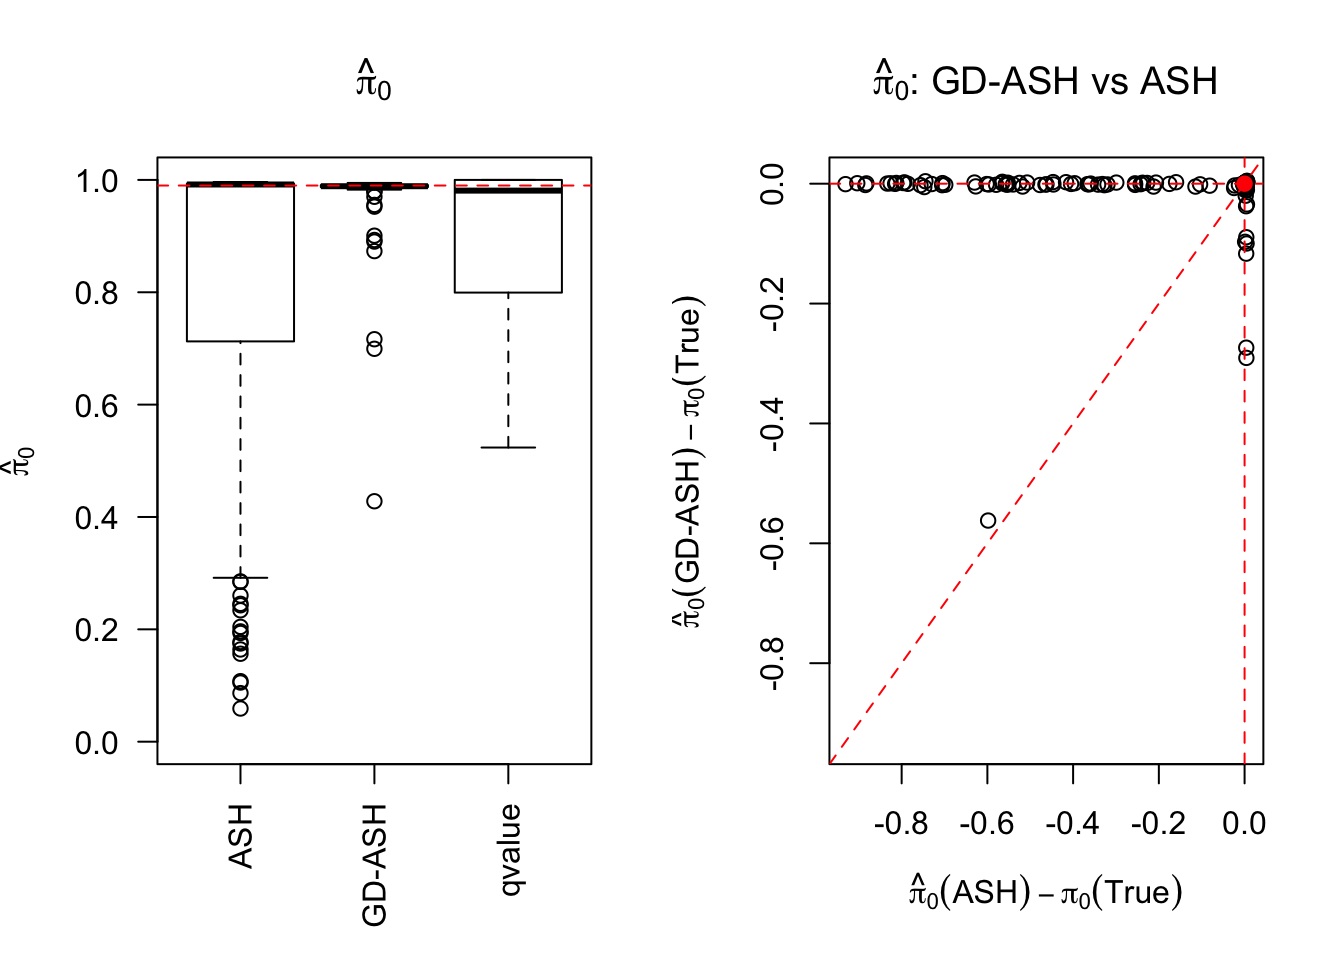 π̂₀
π̂₀
1.0
0.8
0.6
0.4
0.2
0.0
ASH
GD-ASH
qvalue
π̂₀: GD-ASH vs ASH
π̂₀(GD-ASH) − π₀(True)
0.0
-0.2
-0.4
-0.6
-0.8
-0.8 -0.6 -0.4 -0.2 0.0
π̂₀(ASH) − π₀(True)